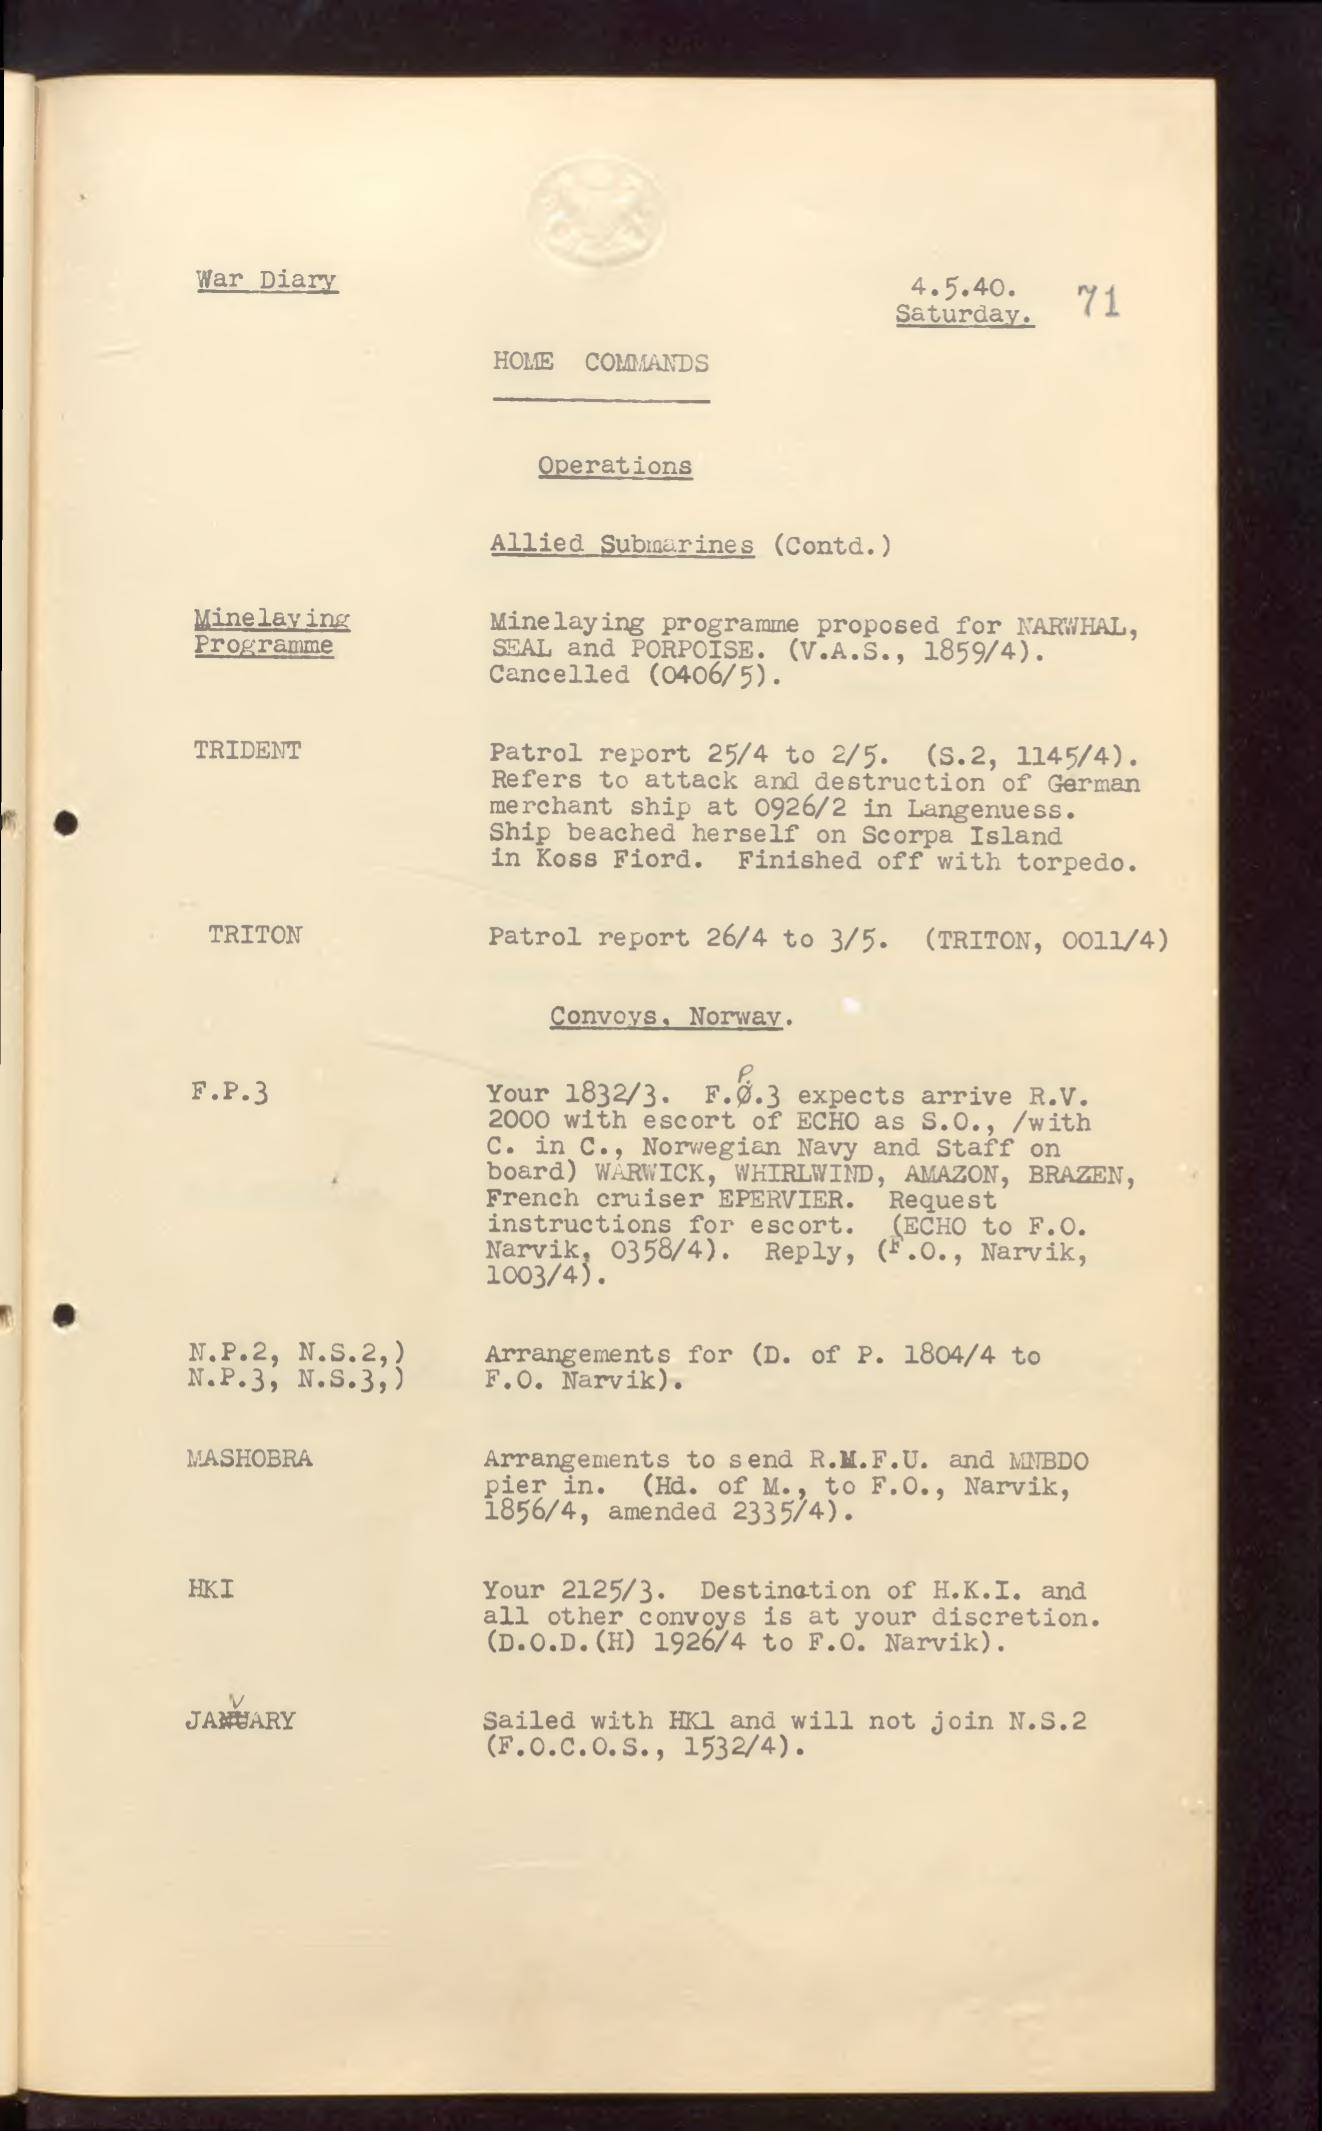 War Diary
4.5.40.
Saturday.
71
HOME COMMANDS
Operations
Allied Submarines (Contd.)
Minelaying
Programme
Minelaying programme proposed for NARWHAL,
SEAL and PORPOISE. (V.A.S., 1859/4).
Cancelled (0406/5).
TRIDENT
Patrol report 25/4 to 2/5. (S.2, 1145/4).
Refers to attack and destruction of German
merchant ship at 0926/2 in Langenuess.
Ship beached herself on Scorpa Island
in Koss Fiord. Finished off with torpedo.
TRITON
Patrol report 26/4 to 3/5. (TRITON, 0011/4)
Convoys, Norway.
F.P.3
Your 1832/3. F.P.3 expects arrive R.V.
2000 with escort of ECHO as S.O., /with
C. in C., Norwegian Navy and Staff on
board) WARWICK, WHIRLWIND, AMAZON, BRAZEN,
French cruiser EPERVIER. Request
instructions for escort. (ECHO to F.O.
Narvik, 0358/4). Reply, (F.O., Narvik,
1003/4).
N.P.2, N.S.2,)
N.P.3, N.S.3,)
Arrangements for (D. of P. 1804/4 to
F.O. Narvik).
MASHOBRA
Arrangements to send R.M.F.U. and MNBDO
pier in. (Hd. of M., to F.O., Narvik,
1856/4, amended 2335/4).
HKI
Your 2125/3. Destination of H.K.I. and
all other convoys is at your discretion.
(D.O.D.(H) 1926/4 to F.O. Narvik).
JAVARY
Sailed with HK1 and will not join N.S.2
(F.O.C.O.S., 1532/4).